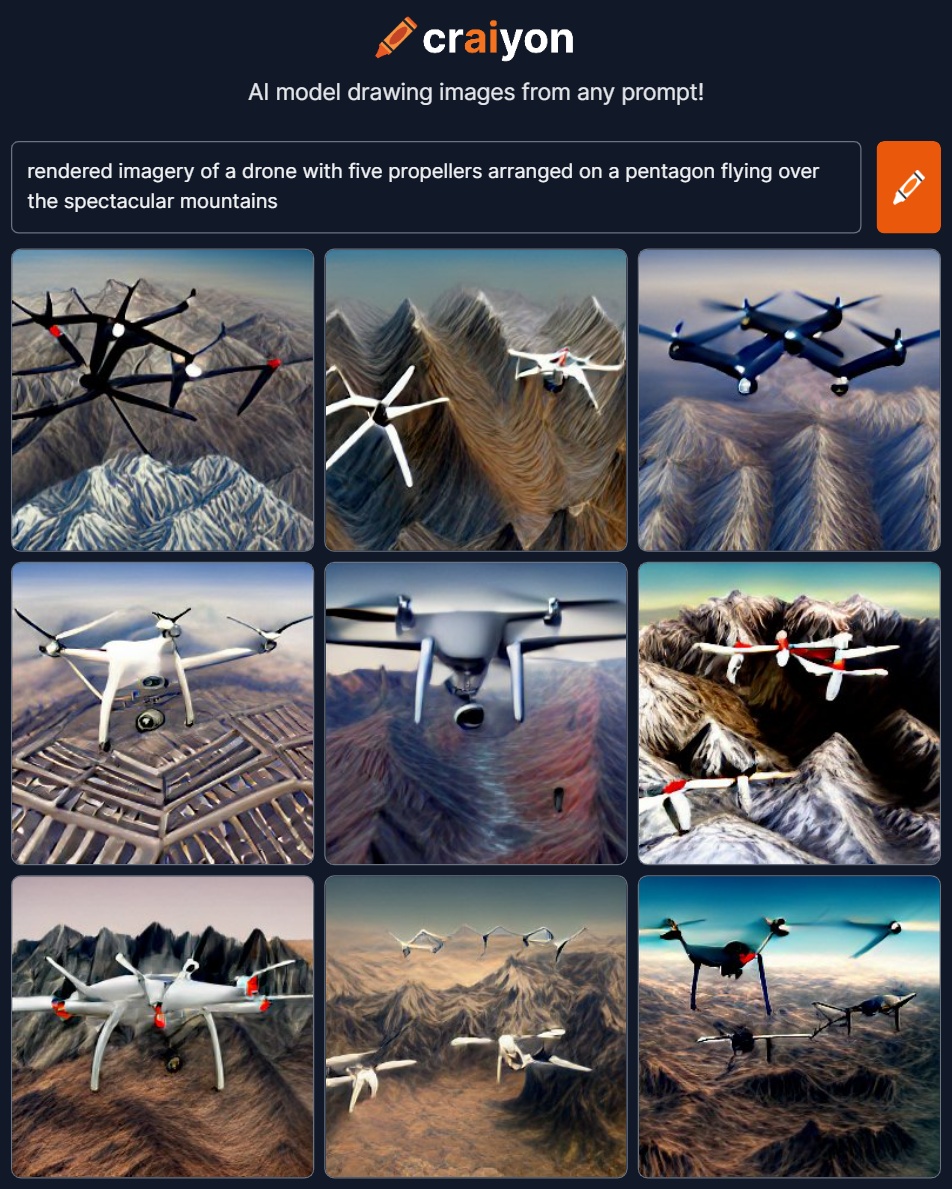 craiyon
AI model drawing images from any prompt!
rendered imagery of a drone with five propellers arranged on a pentagon flying over
the spectacular mountains